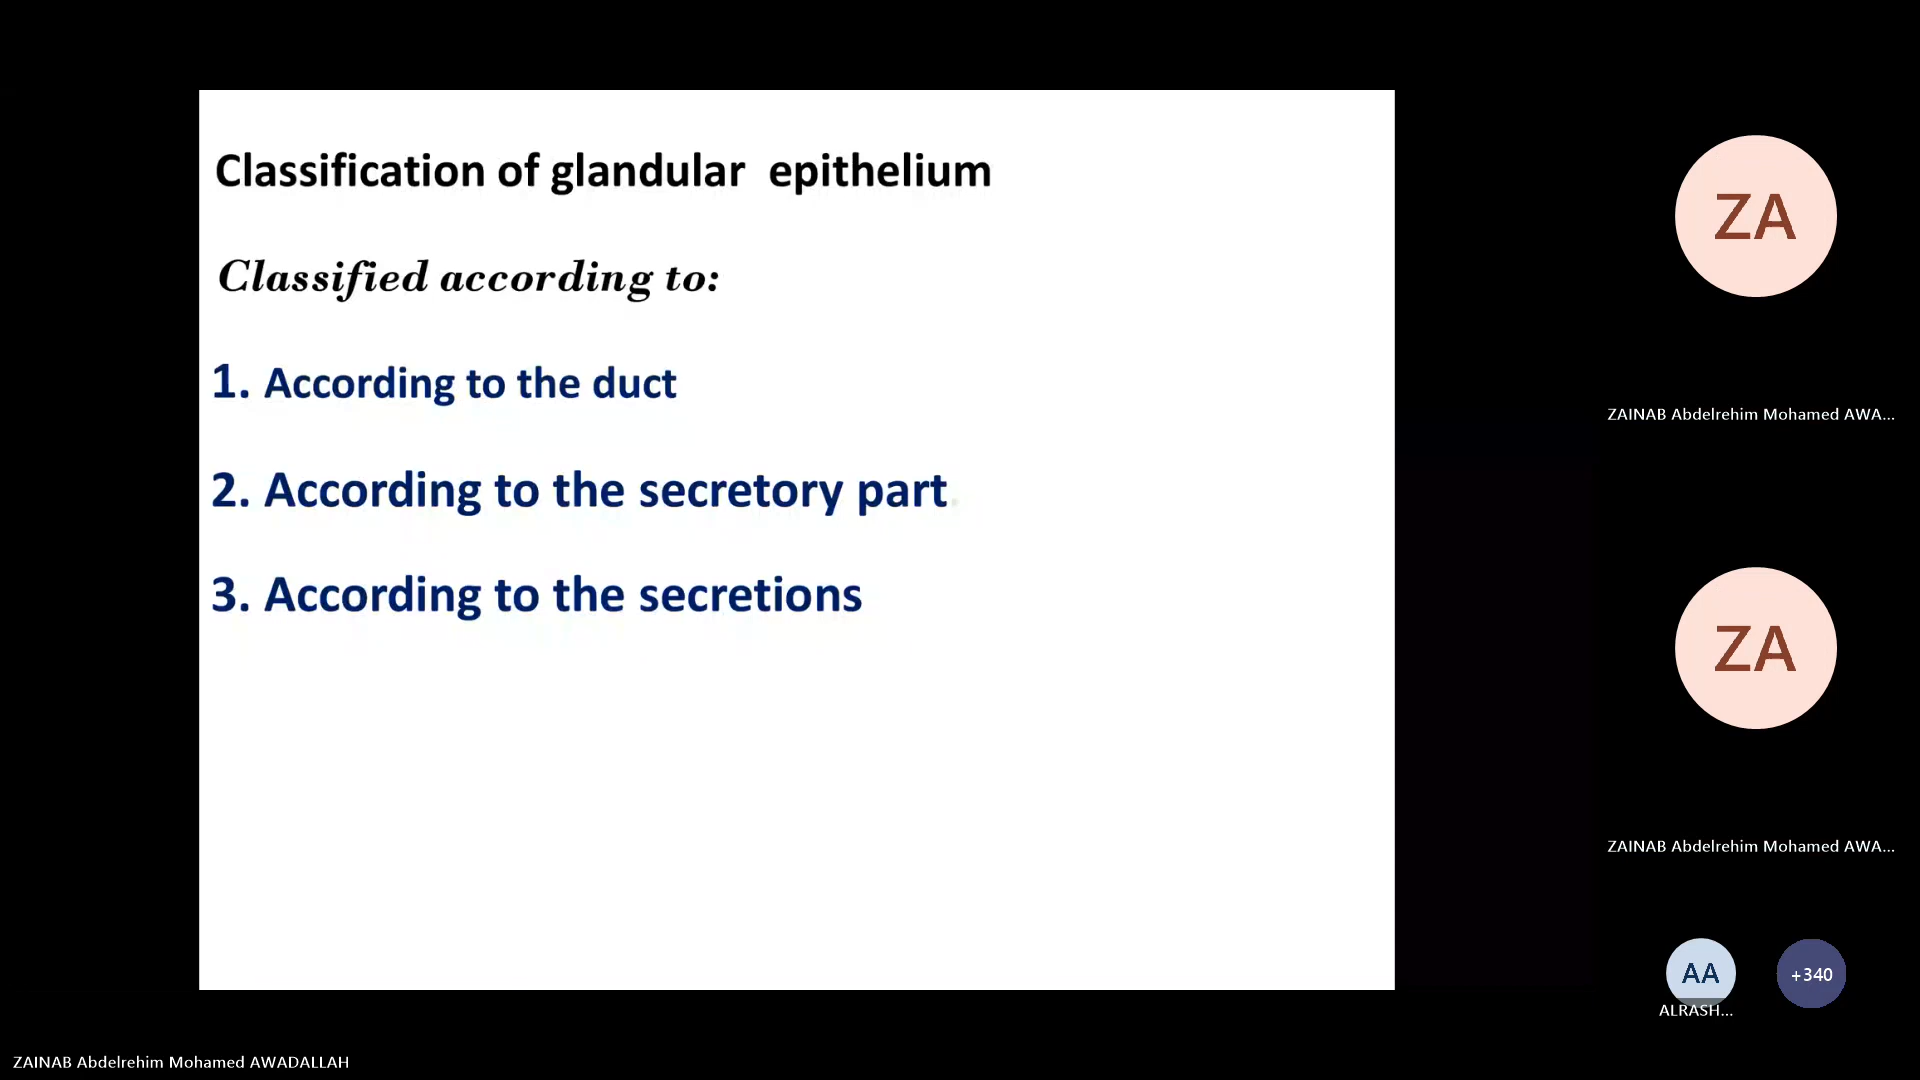 Classification of glandular epithelium
Classified according to:
1. According to the duct
2. According to the secretory part.
3. According to the secretions
ZA
ZAINAB Abdelrehim Mohamed AWA...
ZA
ZAINAB Abdelrehim Mohamed AWA...
AA
+340
ALRASH...
ZAINAB Abdelrehim Mohamed AWADALLAH